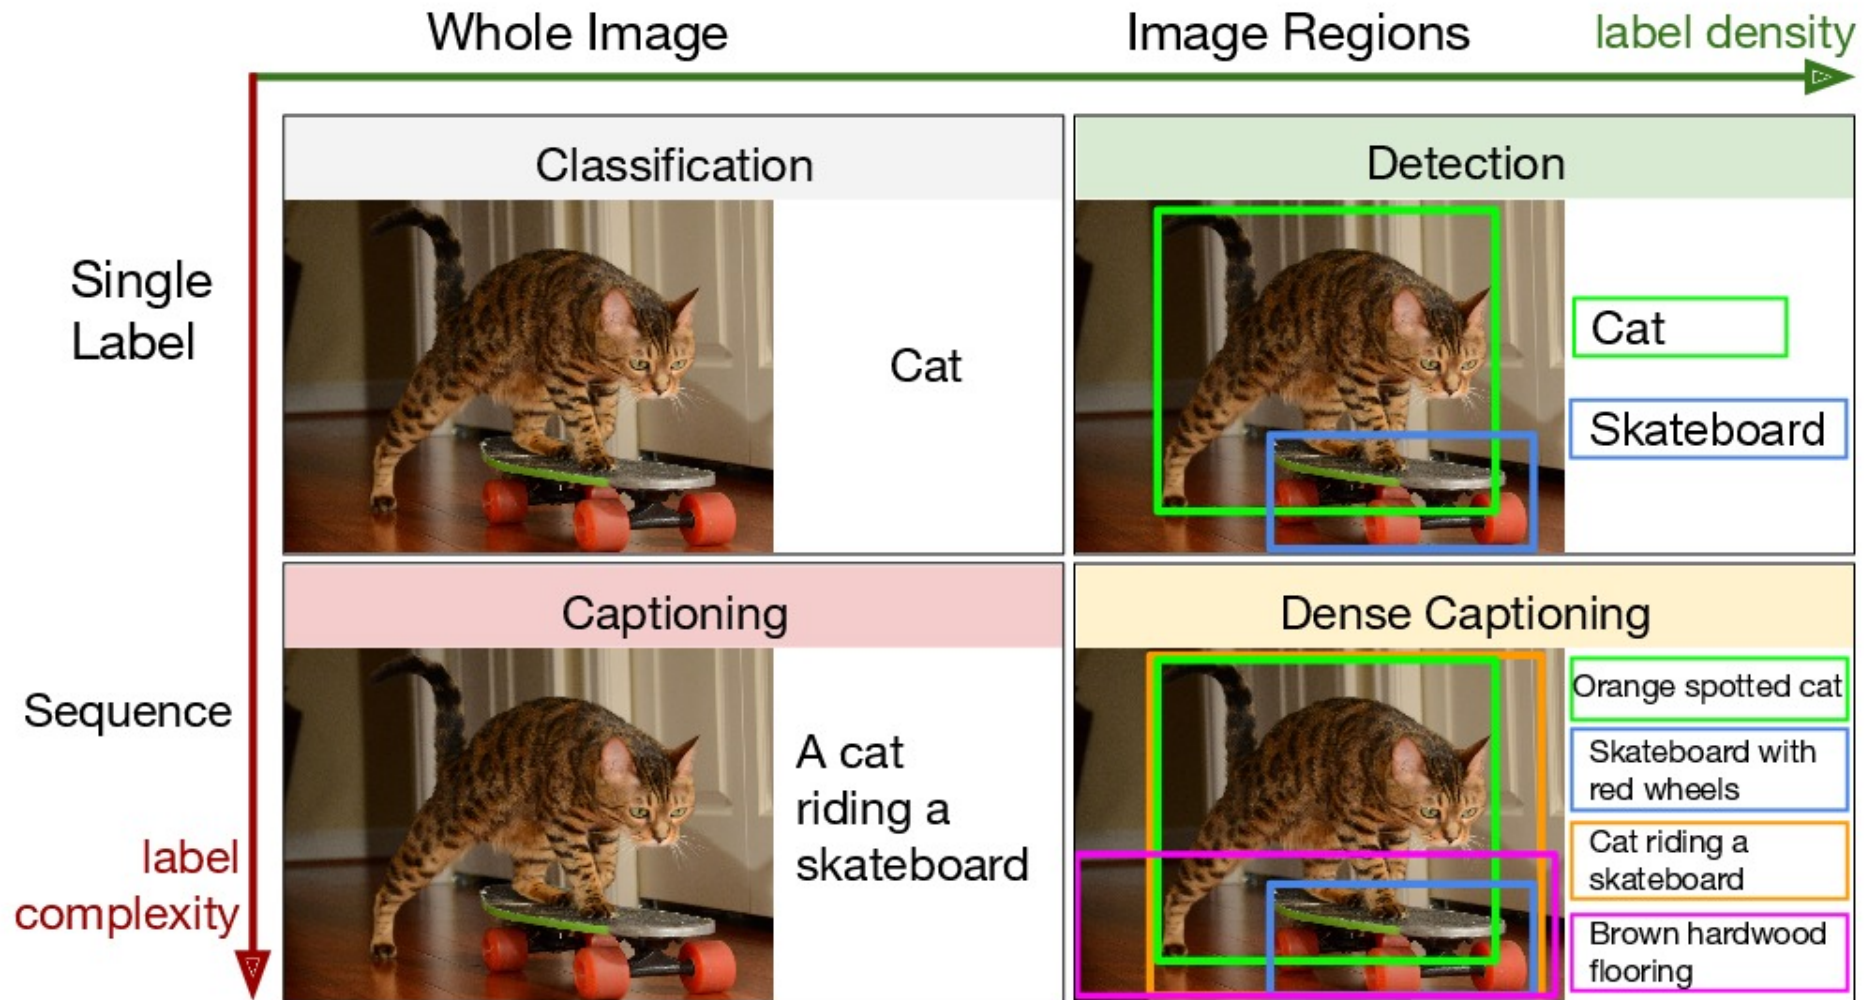 Whole Image
Image Regions
label density
Single
Label
Classification
Cat
Detection
Cat
Skateboard
Sequence
label
complexity
Captioning
A cat
riding a
skateboard
Dense Captioning
Orange spotted cat
Skateboard with
red wheels
Cat riding a
skateboard
Brown hardwood
flooring